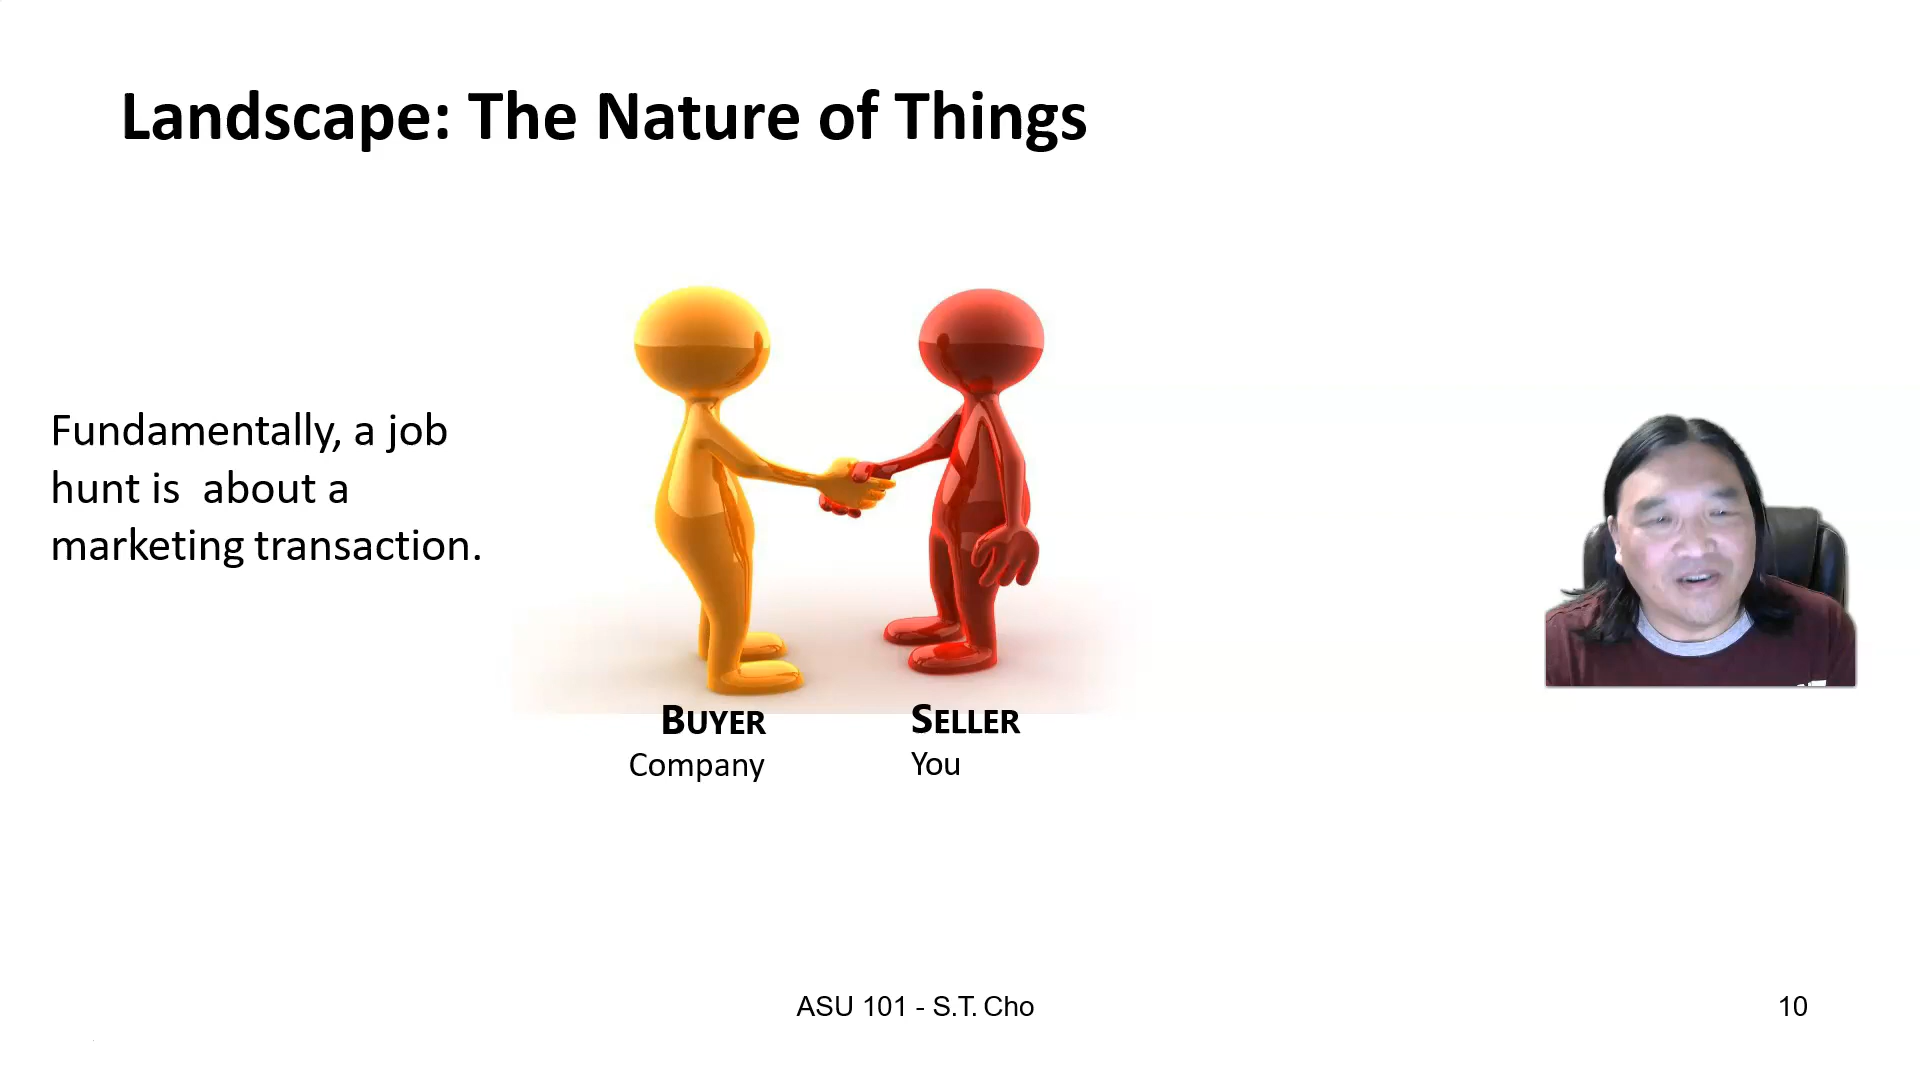 Landscape: The Nature of Things
Fundamentally, a job
hunt is  about a
marketing transaction.
BUYER
Company
SELLER
You
ASU 101 - S.T. Cho
10